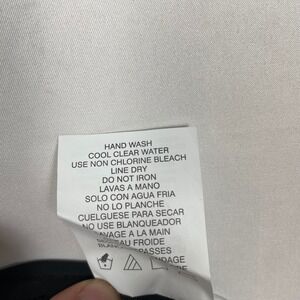 HAND WASH
COOL CLEAR WATER
USE NON CHLORINE BLEACH
LINE DRY
DO NOT IRON
LAVAS A MANO
SOLO CON AGUA FRIA
NO LO PLANCHE
CUELGUESE PARA SECAR
NO USE BLANQUEADOR
LAVAGE A LA MAIN
FROIDE